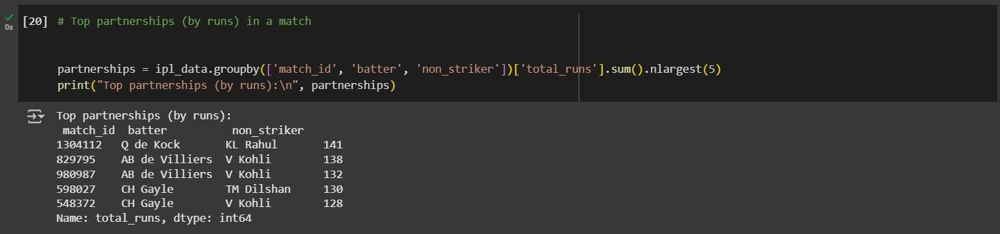 [20] # Top partnerships (by runs) in a match
partnerships = ipl_data.groupby(['match_id', 'batter', 'non_striker'])['total_runs'].sum().nlargest(5)
print("Top partnerships (by runs):\n", partnerships)
0s
Top partnerships (by runs):
match_id batter non_striker
1304112 Q de Kock KL Rahul 141
829795 AB de Villiers V Kohli 138
980987 AB de Villiers V Kohli 132
598027 CH Gayle TM Dilshan 130
548372 CH Gayle V Kohli 128
Name: total_runs, dtype: int64